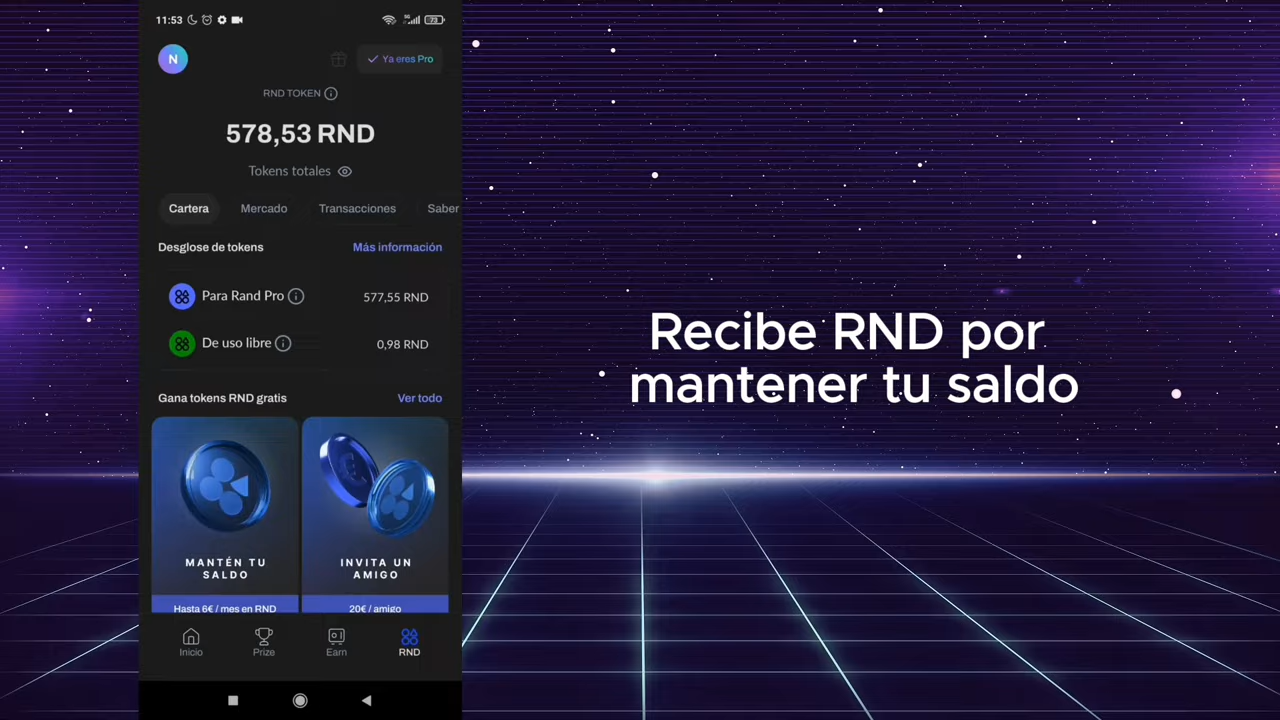 11:53
3G
73
N
Ya eres Pro
RND TOKEN
578,53 RND
Tokens totales
Cartera Mercado Transacciones Saber
Desglose de tokens Más información
Para Rand Pro 577,55 RND
De uso libre 0,98 RND
Gana tokens RND gratis Ver todo
MANTÉN TU
SALDO
Hasta 6€ / mes en RND
INVITA UN
AMIGO
20€ / amigo
Inicio Prize Earn RND
Recibe RND por
mantener tu saldo